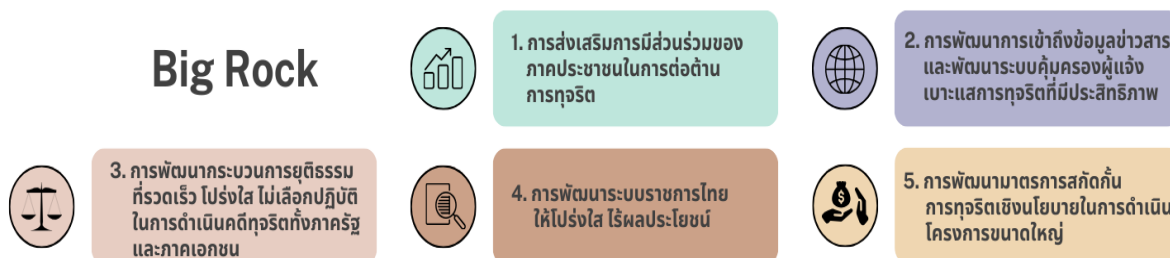 Big Rock
1. การส่งเสริมการมีส่วนร่วมของ
ภาคประชาชนในการต่อต้าน
การทุจริต
2. การพัฒนาการเข้าถึงข้อมูลข่าวสาร
และพัฒนาระบบคุ้มครองผู้แจ้ง
เบาะแสการทุจริตที่มีประสิทธิภาพ
3. การพัฒนากระบวนการยุติธรรม
ที่รวดเร็ว โปร่งใส ไม่เลือกปฏิบัติ
ในการดำเนินคดีทุจริตทั้งภาครัฐ
และภาคเอกชน
4. การพัฒนาระบบราชการไทย
ให้โปร่งใส ไร้ผลประโยชน์
5. การพัฒนามาตรการสกัดกั้น
การทุจริตเชิงนโยบายในการดำเนิน
โครงการขนาดใหญ่